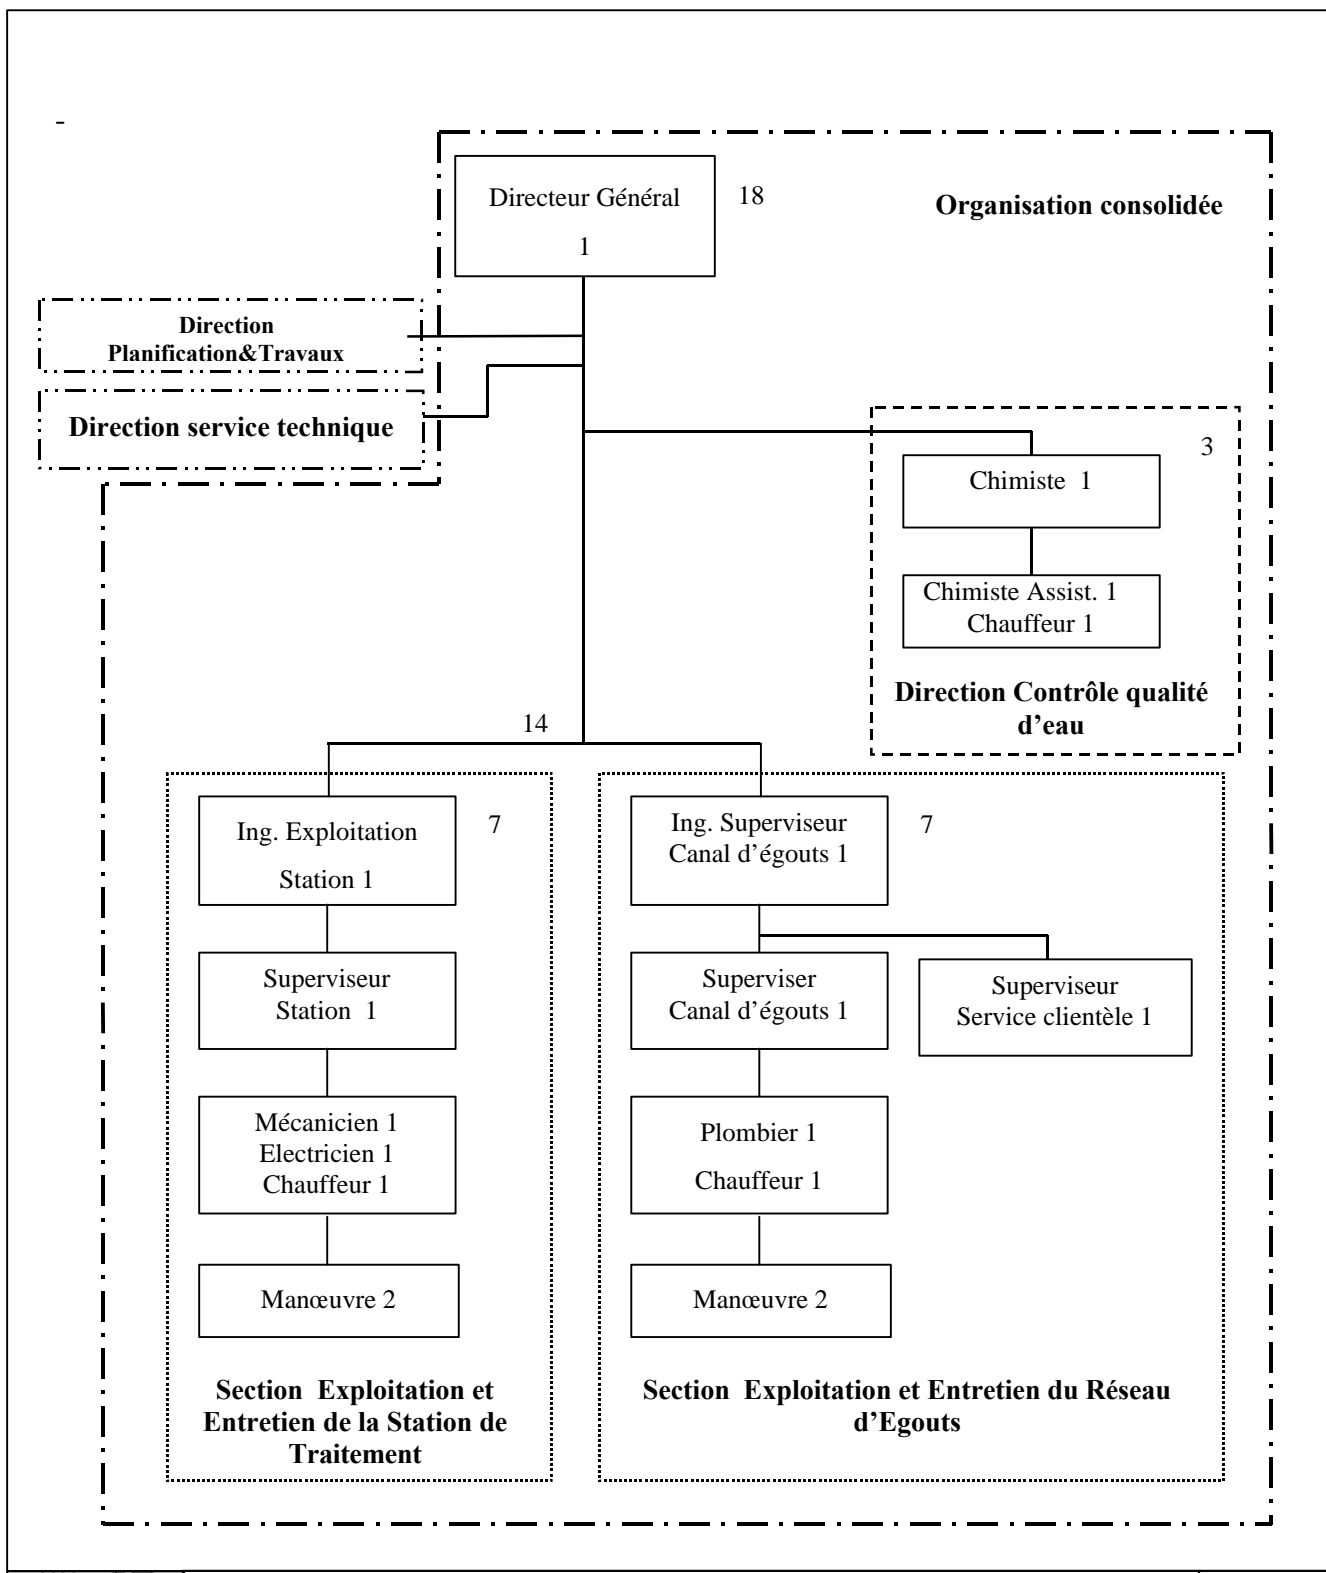 -
Directeur Général
1
18
Organisation consolidée
Direction
Planification&Travaux
Direction service technique
3
Chimiste 1
Chimiste Assist. 1
Chauffeur 1
Direction Contrôle qualité
d’eau
14
Ing. Exploitation
Station 1
7
Superviseur
Station 1
Mécanicien 1
Electricien 1
Chauffeur 1
Manœuvre 2
Section Exploitation et
Entretien de la Station de
Traitement
Ing. Superviseur
Canal d’égouts 1
7
Superviser
Canal d’égouts 1
Superviseur
Service clientèle 1
Plombier 1
Chauffeur 1
Manœuvre 2
Section Exploitation et Entretien du Réseau
d’Egouts